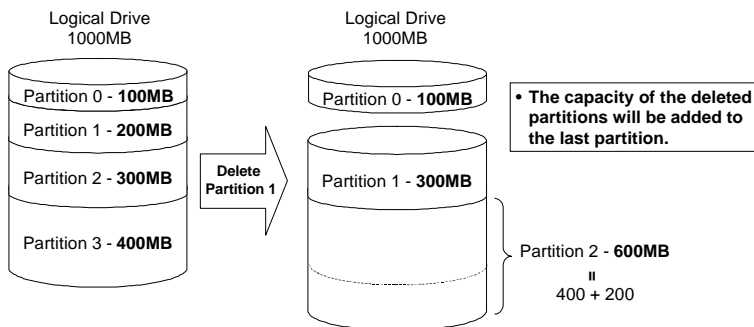 Logical Drive
1000MB
Partition 0 - 100MB
Partition 1 - 200MB
Partition 2 - 300MB
Partition 3 - 400MB
Delete
Partition 1
Logical Drive
1000MB
Partition 0 - 100MB
Partition 1 - 300MB
Partition 2 - 600MB
=
400 + 200
• The capacity of the deleted
partitions will be added to
the last partition.